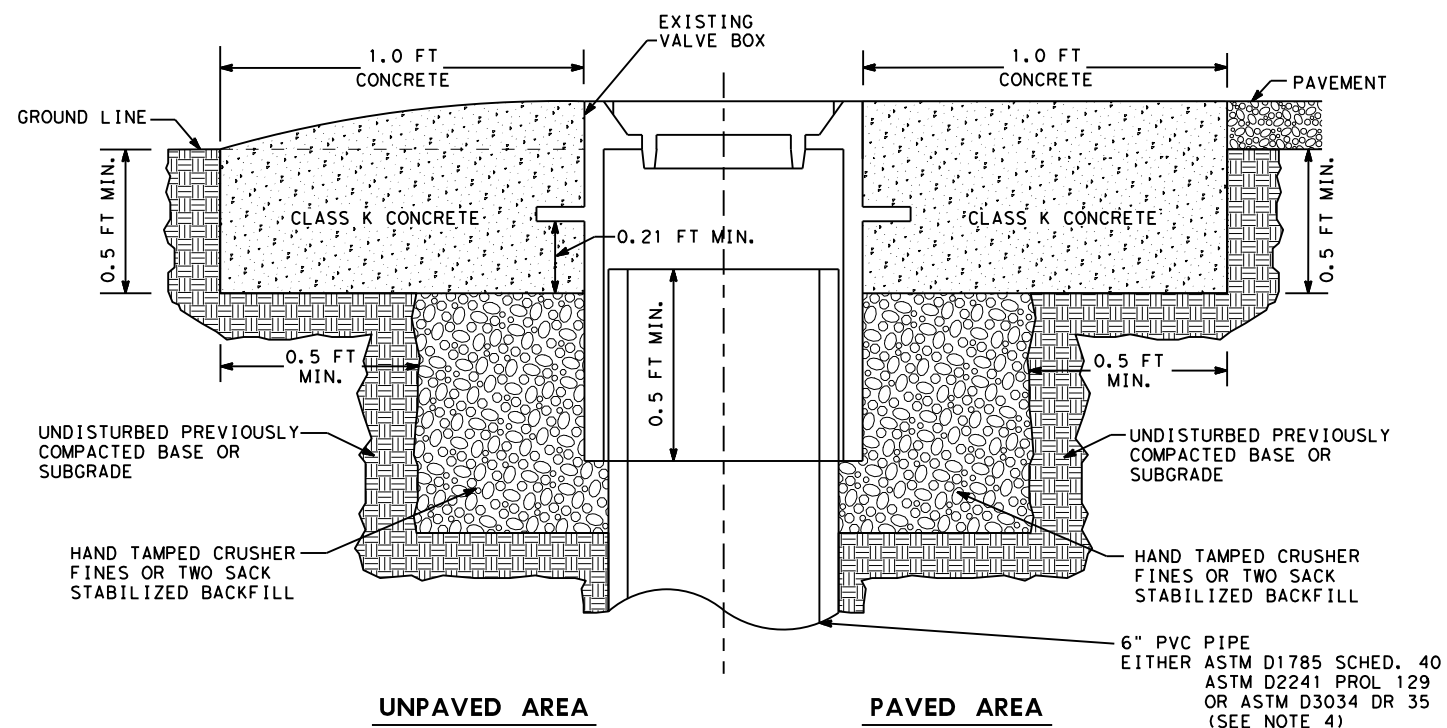 EXISTING
VALVE BOX
1.0 FT
CONCRETE
1.0 FT
CONCRETE
PAVEMENT
GROUND LINE
0.5 FT MIN.
CLASS K CONCRETE
0.21 FT MIN.
CLASS K CONCRETE
0.5 FT MIN.
0.5 FT MIN.
0.5 FT
MIN.
0.5 FT
MIN.
UNDISTURBED PREVIOUSLY
COMPACTED BASE OR
SUBGRADE
UNDISTURBED PREVIOUSLY
COMPACTED BASE OR
SUBGRADE
HAND TAMPED CRUSHER
FINES OR TWO SACK
STABILIZED BACKFILL
HAND TAMPED CRUSHER
FINES OR TWO SACK
STABILIZED BACKFILL
6" PVC PIPE
EITHER ASTM D1785 SCHED. 40
ASTM D2241 PROL 129
OR ASTM D3034 DR 35
(SEE NOTE 4)
UNPAVED AREA
PAVED AREA